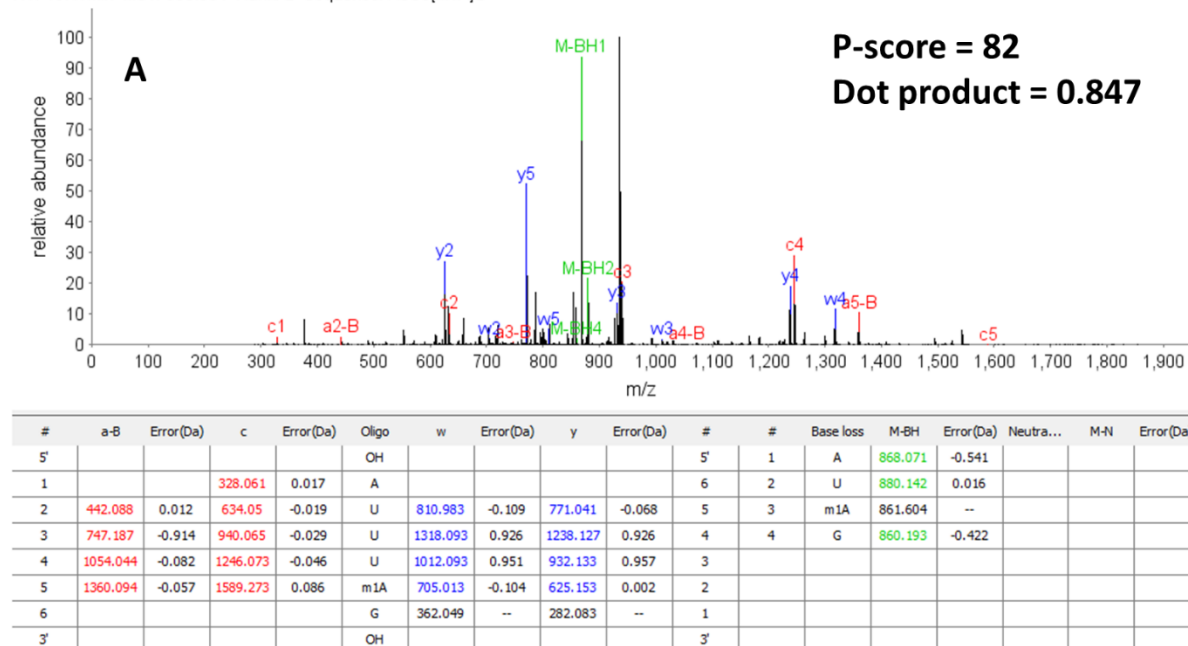 A
P-score = 82
Dot product = 0.847
relative abundance
100
90
80
70
60
50
40
30
20
10
0
M-BH1
y5
y2
M-BH2
c3
y3
c4
y4
w4
a5-B
c1
a2-B
c2
w2
a3-B
w5
M-BH4
w3
a4-B
c5
0 100 200 300 400 500 600 700 800 900 1,000 1,100 1,200 1,300 1,400 1,500 1,600 1,700 1,800 1,900
m/z
# a-B Error(Da) c Error(Da) Oligo w Error(Da) y Error(Da) # # Base loss M-BH Error(Da) Neutra... M-N Error(Da
5' OH 5' 1 A 868.071 -0.541
1 328.061 0.017 A 6 2 U 880.142 0.016
2 442.088 0.012 634.05 -0.019 U 810.983 -0.109 771.041 -0.068 5 3 m1A 861.604 --
3 747.187 -0.914 940.065 -0.029 U 1318.093 0.926 1238.127 0.926 4 4 G 860.193 -0.422
4 1054.044 -0.082 1246.073 -0.046 U 1012.093 0.951 932.133 0.957 3
5 1360.094 -0.057 1589.273 0.086 m1A 705.013 -0.104 625.153 0.002 2
6 G 362.049 -- 282.083 -- 1
3' OH 3'